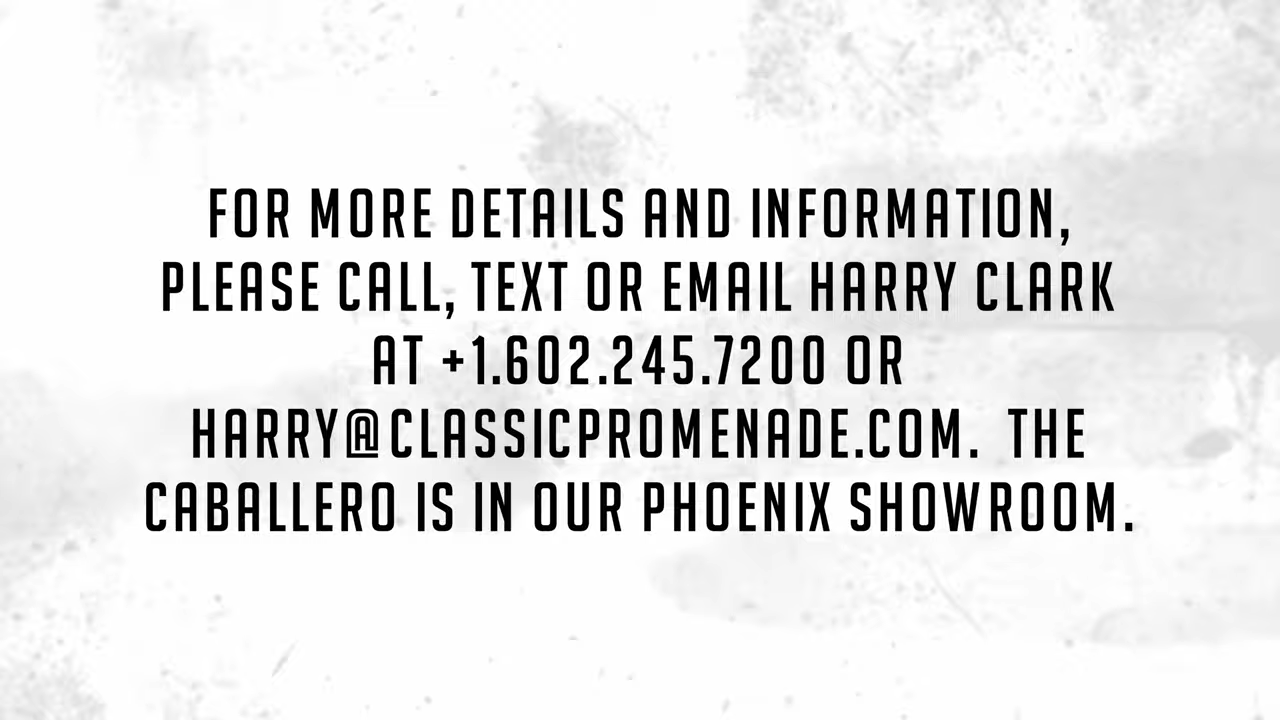 FOR MORE DETAILS AND INFORMATION,
PLEASE CALL, TEXT OR EMAIL HARRY CLARK
AT +1.602.245.7200 OR
HARRY@CLASSICPROMENADE.COM.  THE
CABALLERO IS IN OUR PHOENIX SHOWROOM.